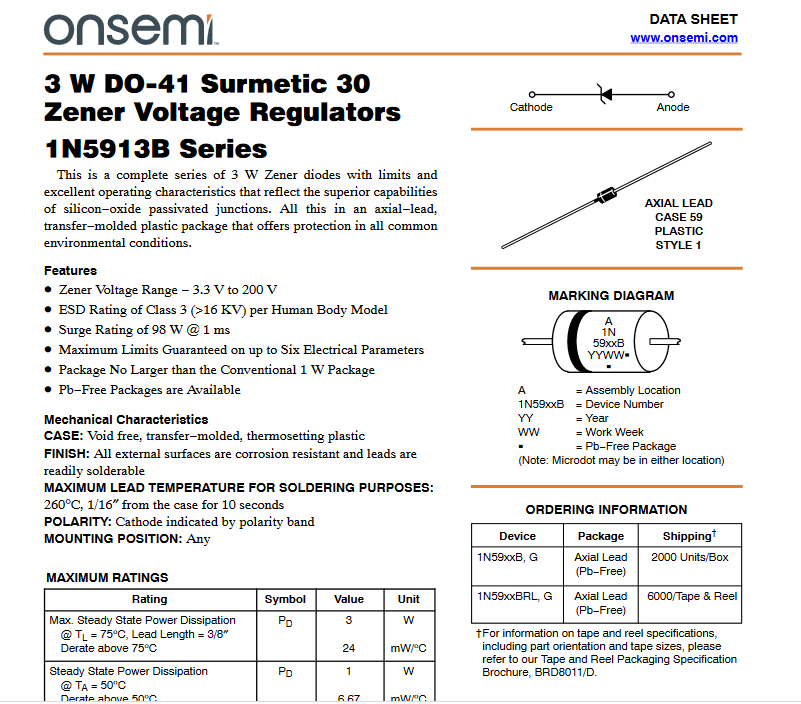 onsemi
DATA SHEET
www.onsemi.com
3 W DO-41 Surmetic 30
Zener Voltage Regulators
1N5913B Series
This is a complete series of 3 W Zener diodes with limits and
excellent operating characteristics that reflect the superior capabilities
of silicon−oxide passivated junctions. All this in an axial−lead,
transfer−molded plastic package that offers protection in all common
environmental conditions.
Features
● Zener Voltage Range − 3.3 V to 200 V
● ESD Rating of Class 3 (>16 KV) per Human Body Model
● Surge Rating of 98 W @ 1 ms
● Maximum Limits Guaranteed on up to Six Electrical Parameters
● Package No Larger than the Conventional 1 W Package
● Pb−Free Packages are Available
Mechanical Characteristics
CASE: Void free, transfer−molded, thermosetting plastic
FINISH: All external surfaces are corrosion resistant and leads are
readily solderable
MAXIMUM LEAD TEMPERATURE FOR SOLDERING PURPOSES:
260°C, 1/16″ from the case for 10 seconds
POLARITY: Cathode indicated by polarity band
MOUNTING POSITION: Any
MAXIMUM RATINGS
Rating Symbol Value Unit
Max. Steady State Power Dissipation PD 3 W
@ TL = 75°C, Lead Length = 3/8″
Derate above 75°C 24 mW/°C
Steady State Power Dissipation PD 1 W
@ TA = 50°C
Derate above 50°C 6.67 mW/°C
Cathode Anode
AXIAL LEAD
CASE 59
PLASTIC
STYLE 1
MARKING DIAGRAM
A
1N
59xxB
YYWW▪
▪
A = Assembly Location
1N59xxB = Device Number
YY = Year
WW = Work Week
▪ = Pb−Free Package
(Note: Microdot may be in either location)
ORDERING INFORMATION
Device Package Shipping†
1N59xxB, G Axial Lead 2000 Units/Box
(Pb−Free)
1N59xxBRL, G Axial Lead 6000/Tape & Reel
(Pb−Free)
†For information on tape and reel specifications,
including part orientation and tape sizes, please
refer to our Tape and Reel Packaging Specification
Brochure, BRD8011/D.